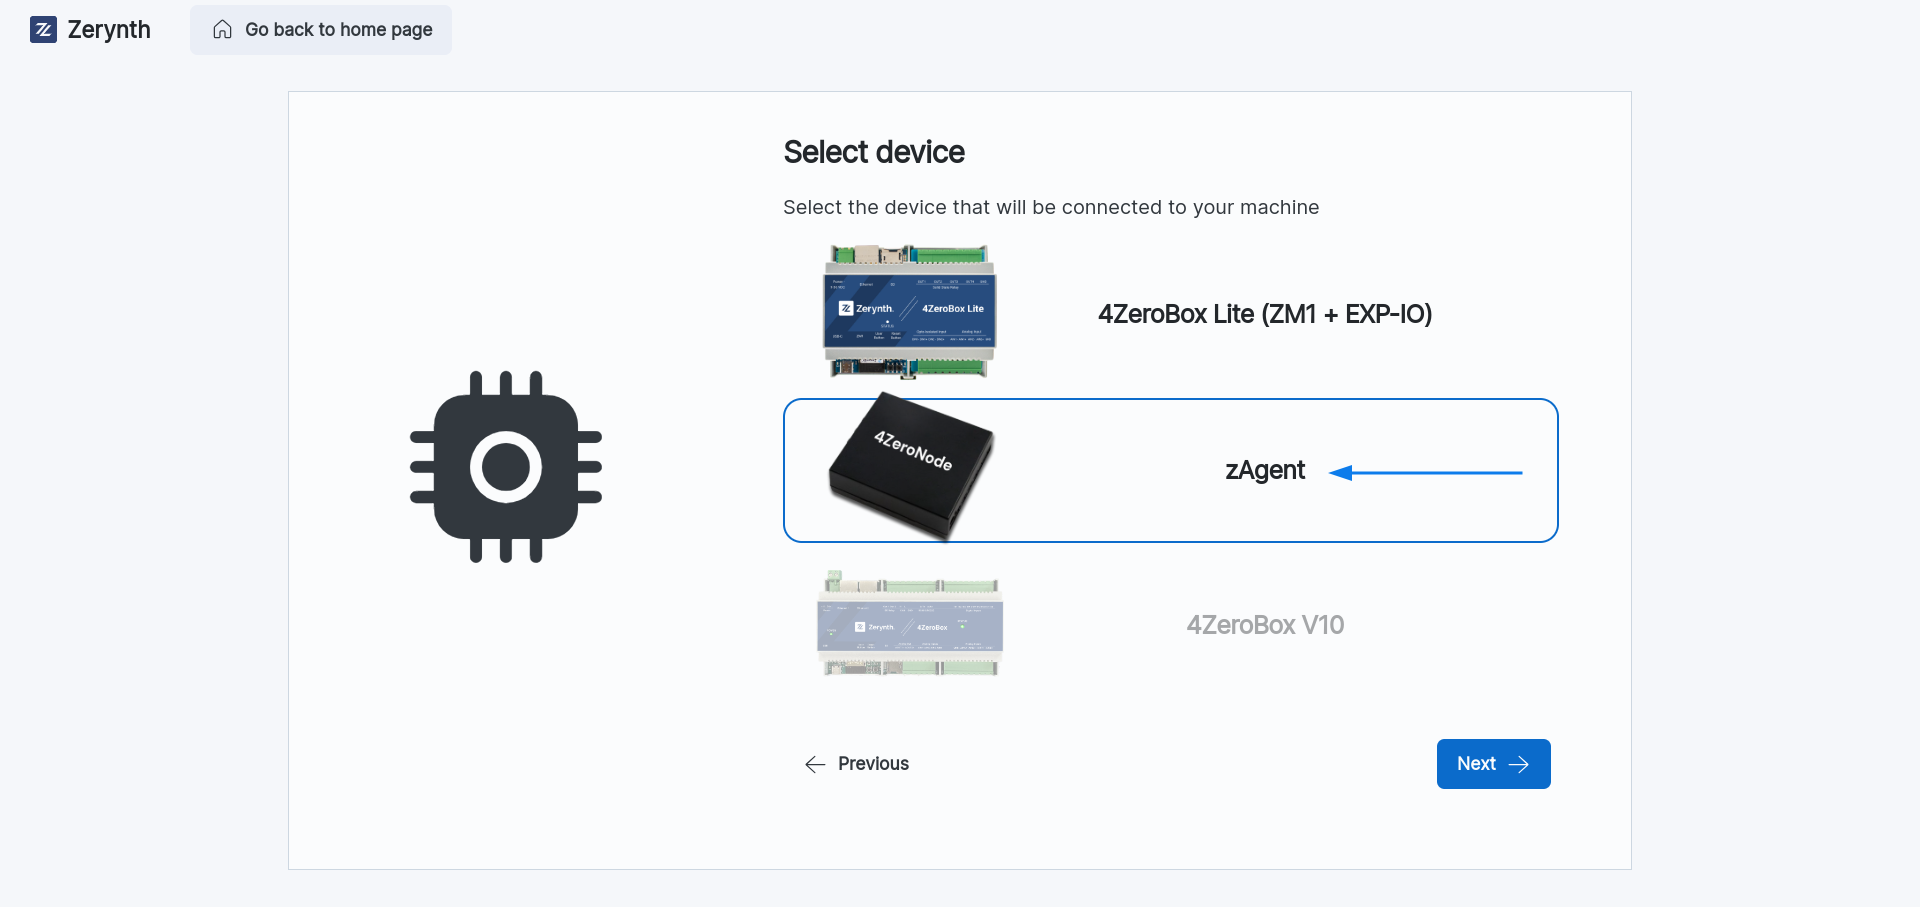 Zerynth
Go back to home page
Select device
Select the device that will be connected to your machine
Zerynth.
4ZeroBox Lite
4ZeroBox Lite (ZM1 + EXP-IO)
4ZeroNode
zAgent
Zerynth.
4ZeroBox
4ZeroBox V10
Previous
Next